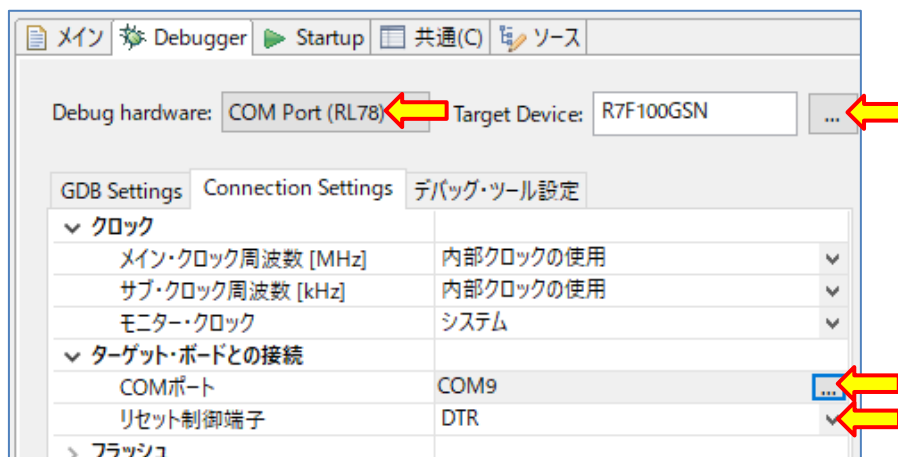 メイン Debugger Startup 共通(C) ソース
Debug hardware: COM Port (RL78) Target Device: R7F100GSN ...
GDB Settings Connection Settings デバッグ・ツール設定
クロック
メイン・クロック周波数 [MHz] 内部クロックの使用
サブ・クロック周波数 [kHz] 内部クロックの使用
モニター・クロック システム
ターゲット・ボードとの接続
COMポート COM9 ...
リセット制御端子 DTR
フラッシュ